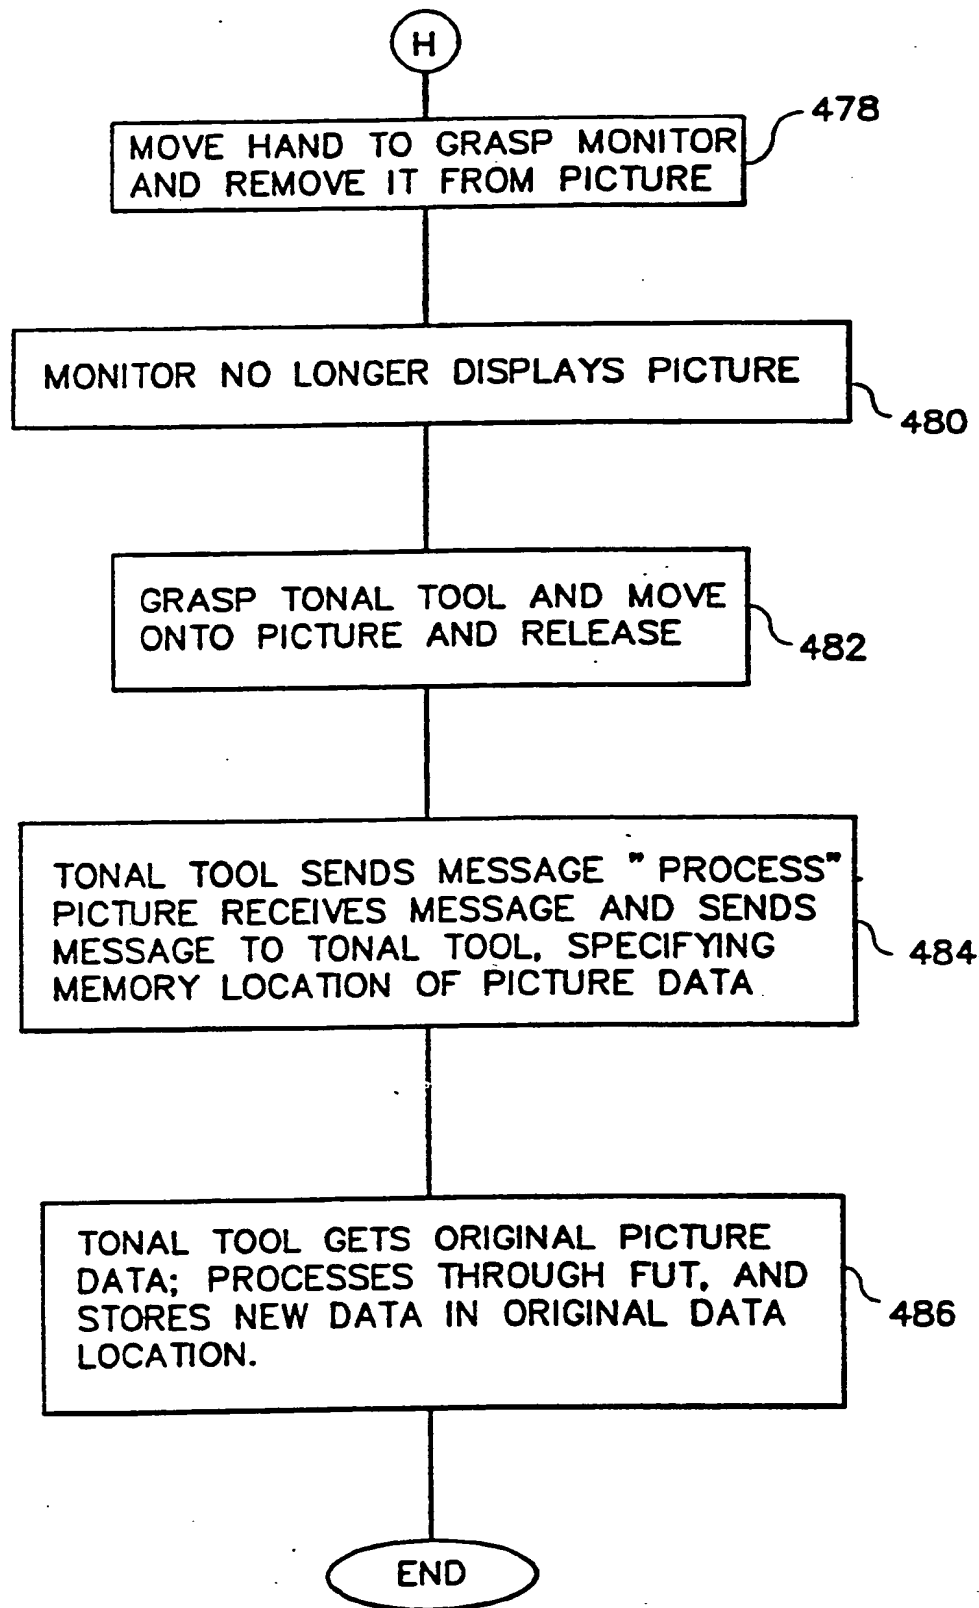 H
MOVE HAND TO GRASP MONITOR
AND REMOVE IT FROM PICTURE
478
MONITOR NO LONGER DISPLAYS PICTURE
480
GRASP TONAL TOOL AND MOVE
ONTO PICTURE AND RELEASE
482
TONAL TOOL SENDS MESSAGE "PROCESS"
PICTURE RECEIVES MESSAGE AND SENDS
MESSAGE TO TONAL TOOL, SPECIFYING
MEMORY LOCATION OF PICTURE DATA
484
TONAL TOOL GETS ORIGINAL PICTURE
DATA; PROCESSES THROUGH FUT, AND
STORES NEW DATA IN ORIGINAL DATA
LOCATION.
486
END